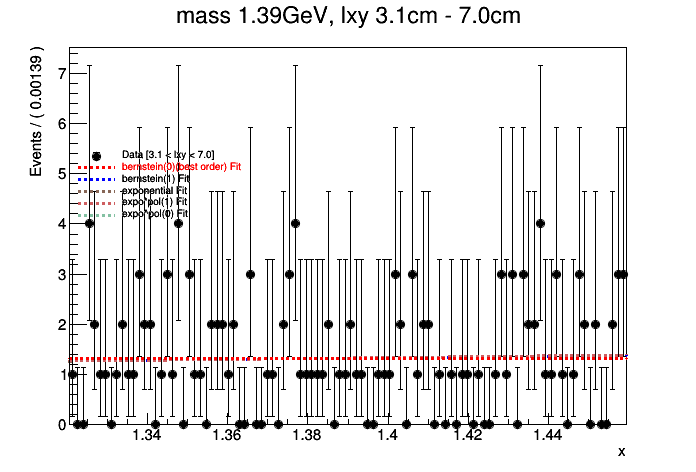 mass 1.39GeV, lxy 3.1cm - 7.0cm
Events / ( 0.00139 )
7
6
5
4
3
2
1
0
Data [3.1 < lxy < 7.0]
bernstein(0)(best order) Fit
bernstein(1) Fit
exponential Fit
expo*pol(1) Fit
expo*pol(0) Fit
1.34 1.36 1.38 1.4 1.42 1.44
x